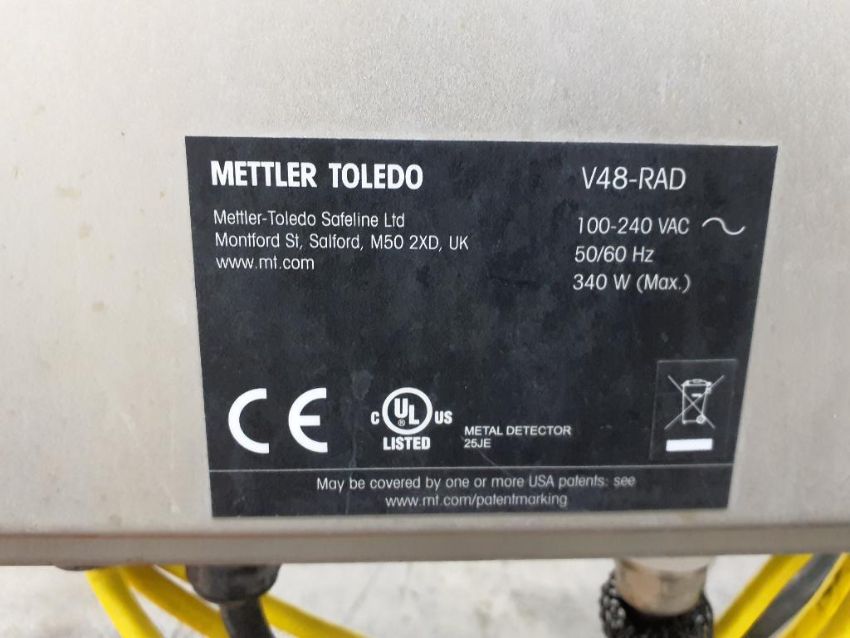 METTLER TOLEDO
Mettler-Toledo Safeline Ltd
Montford St, Salford, M50 2XD, UK
www.mt.com
V48-RAD
100-240 VAC
50/60 Hz
340 W (Max.)
CE
c UL ® US
LISTED
METAL DETECTOR
25JE
May be covered by one or more USA patents: see
www.mt.com/patentmarking